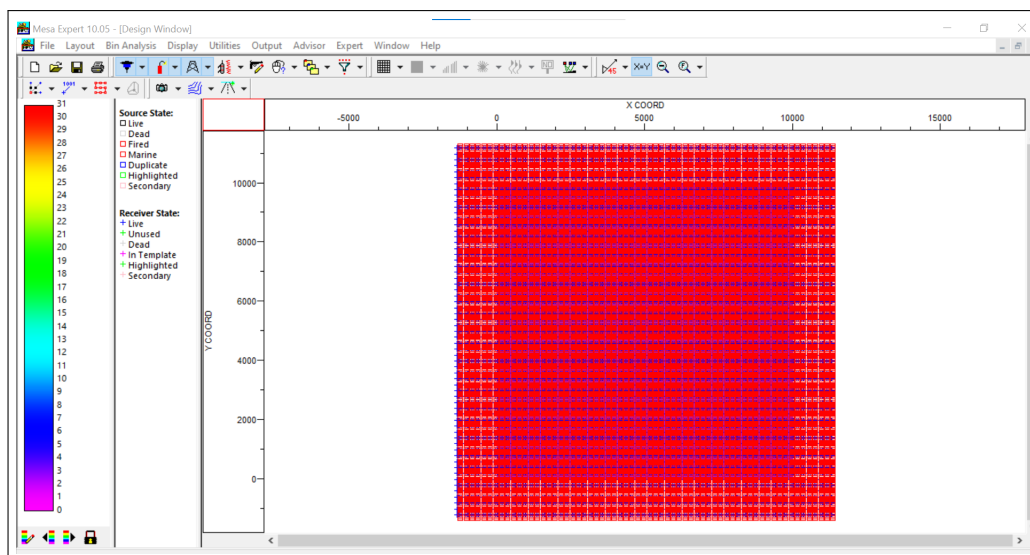 Mesa Expert 10.05 - [Design Window]
File Layout Bin Analysis Display Utilities Output Advisor Expert Window Help
1001
45
X=Y
F
31
30
29
28
27
26
25
24
23
22
21
20
19
18
17
16
15
14
13
12
11
10
9
8
7
6
5
4
3
2
1
0
Source State:
Live
Dead
Fired
Marine
Duplicate
Highlighted
Secondary
Receiver State:
Live
Unused
Dead
In Template
Highlighted
Secondary
X COORD
-5000 0 5000 10000 15000
Y COORD
10000
8000
6000
4000
2000
0